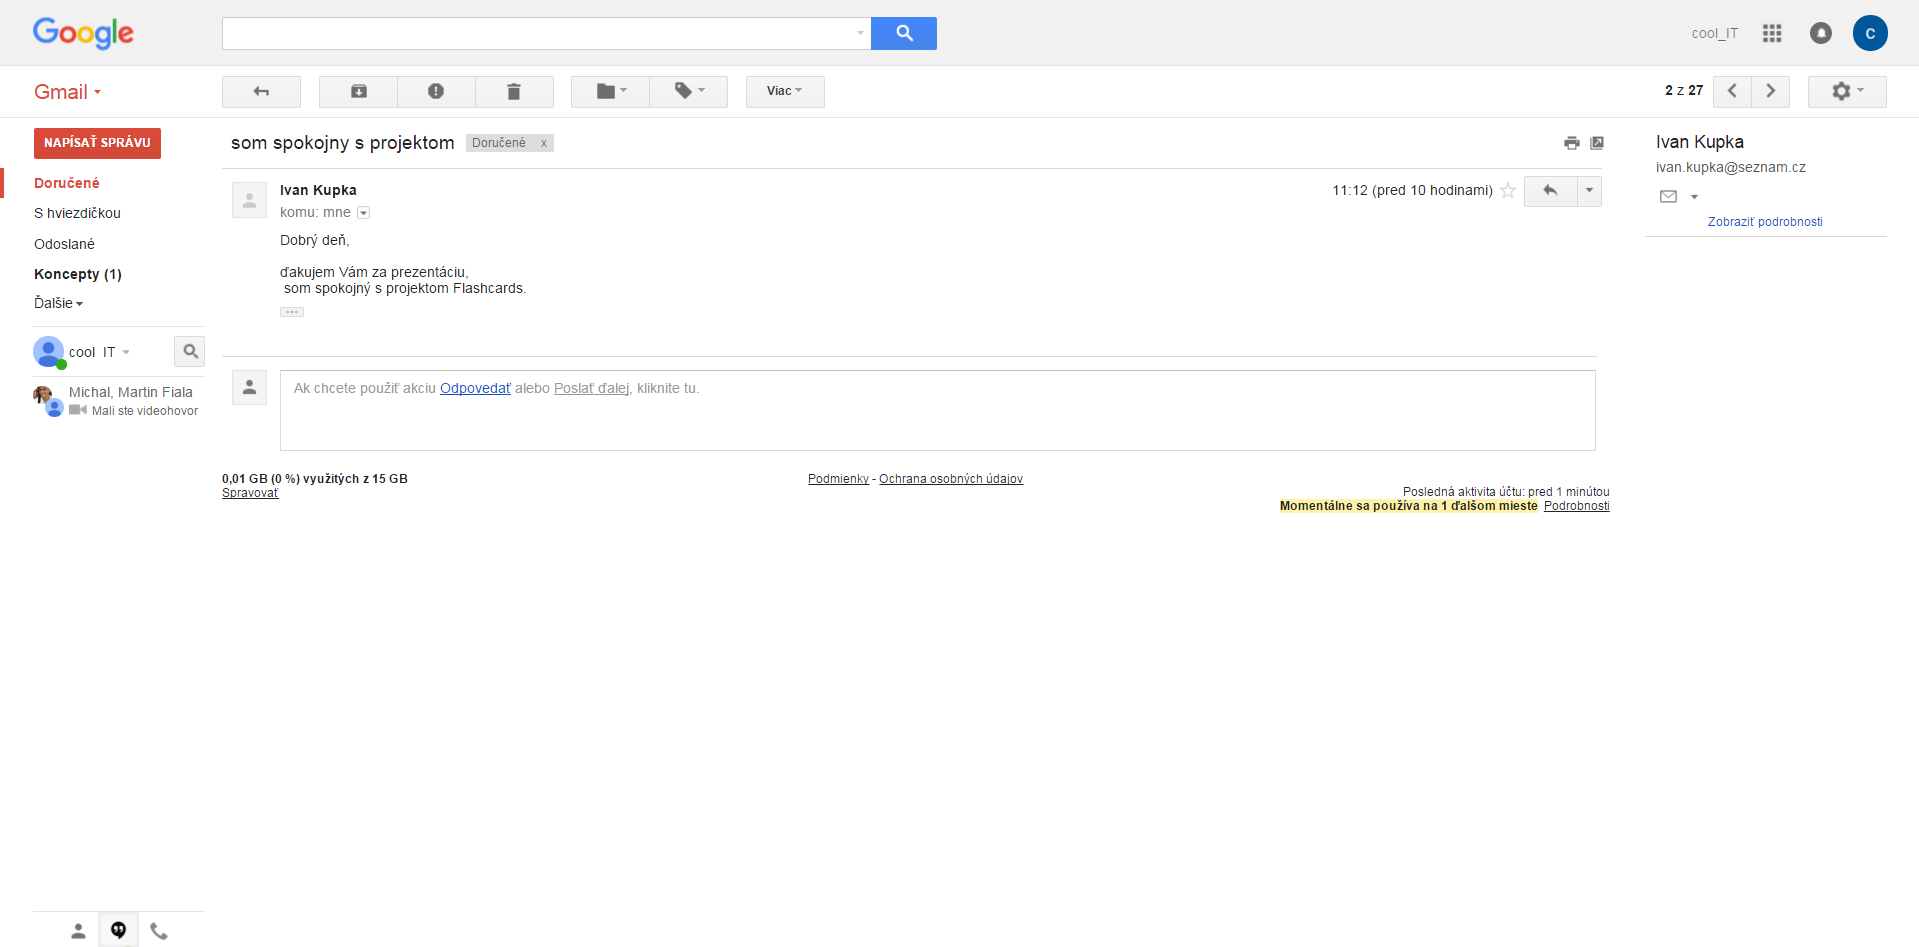 Google
cool_IT
C
Gmail
Viac
2 z 27
NAPÍSAŤ SPRÁVU
som spokojny s projektom
Doručené x
Ivan Kupka
ivan.kupka@seznam.cz
Zobraziť podrobnosti
Doručené
S hviezdičkou
Odoslané
Koncepty (1)
Ďalšie
cool IT
Michal, Martin Fiala
Mali ste videohovor
Ivan Kupka
11:12 (pred 10 hodinami)
komu: mne
Dobrý deň,
ďakujem Vám za prezentáciu,
som spokojný s projektom Flashcards.
Ak chcete použiť akciu Odpovedať alebo Poslať ďalej, kliknite tu.
0,01 GB (0 %) využitých z 15 GB
Spravovať
Podmienky - Ochrana osobných údajov
Posledná aktivita účtu: pred 1 minútou
Momentálne sa používa na 1 ďalšom mieste Podrobnosti